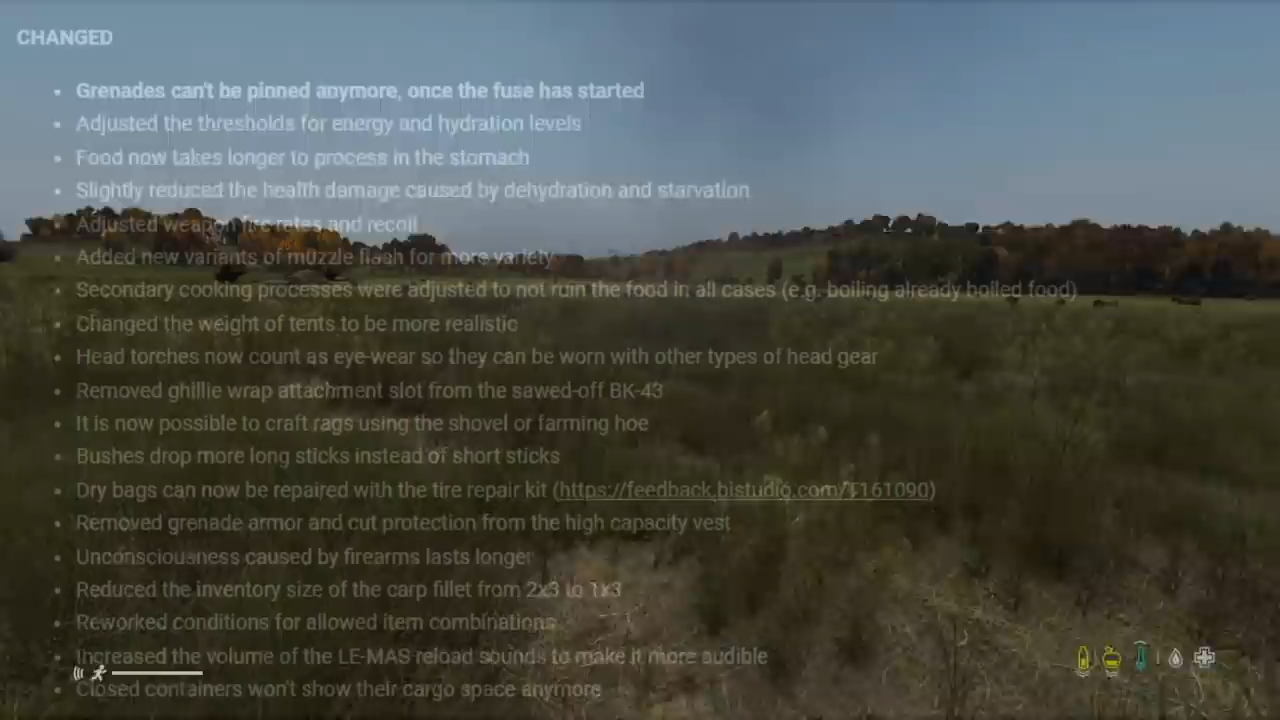 CHANGED
• Grenades can't be pinned anymore, once the fuse has started
• Adjusted the thresholds for energy and hydration levels
• Food now takes longer to process in the stomach
• Slightly reduced the health damage caused by dehydration and starvation
• Adjusted weapon fire rates and recoil
• Added new variants of muzzle flash for more variety
• Secondary cooking processes were adjusted to not ruin the food in all cases (e.g. boiling already boiled food)
• Changed the weight of tents to be more realistic
• Head torches now count as eye-wear so they can be worn with other types of head gear
• Removed ghillie wrap attachment slot from the sawed-off BK-43
• It is now possible to craft rags using the shovel or farming hoe
• Bushes drop more long sticks instead of short sticks
• Dry bags can now be repaired with the tire repair kit (https://feedback.bistudio.com/T161090)
• Removed grenade armor and cut protection from the high capacity vest
• Unconsciousness caused by firearms lasts longer
• Reduced the inventory size of the carp fillet from 2x3 to 1x3
• Reworked conditions for allowed item combinations
• Increased the volume of the LE-MAS reload sounds to make it more audible
• Closed containers won't show their cargo space anymore